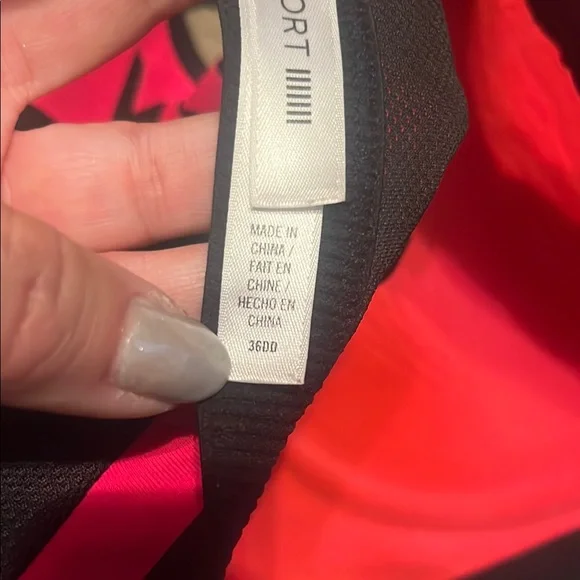 ORT
MADE IN
CHINA /
FAIT EN
CHINE /
HECHO EN
CHINA
36DD